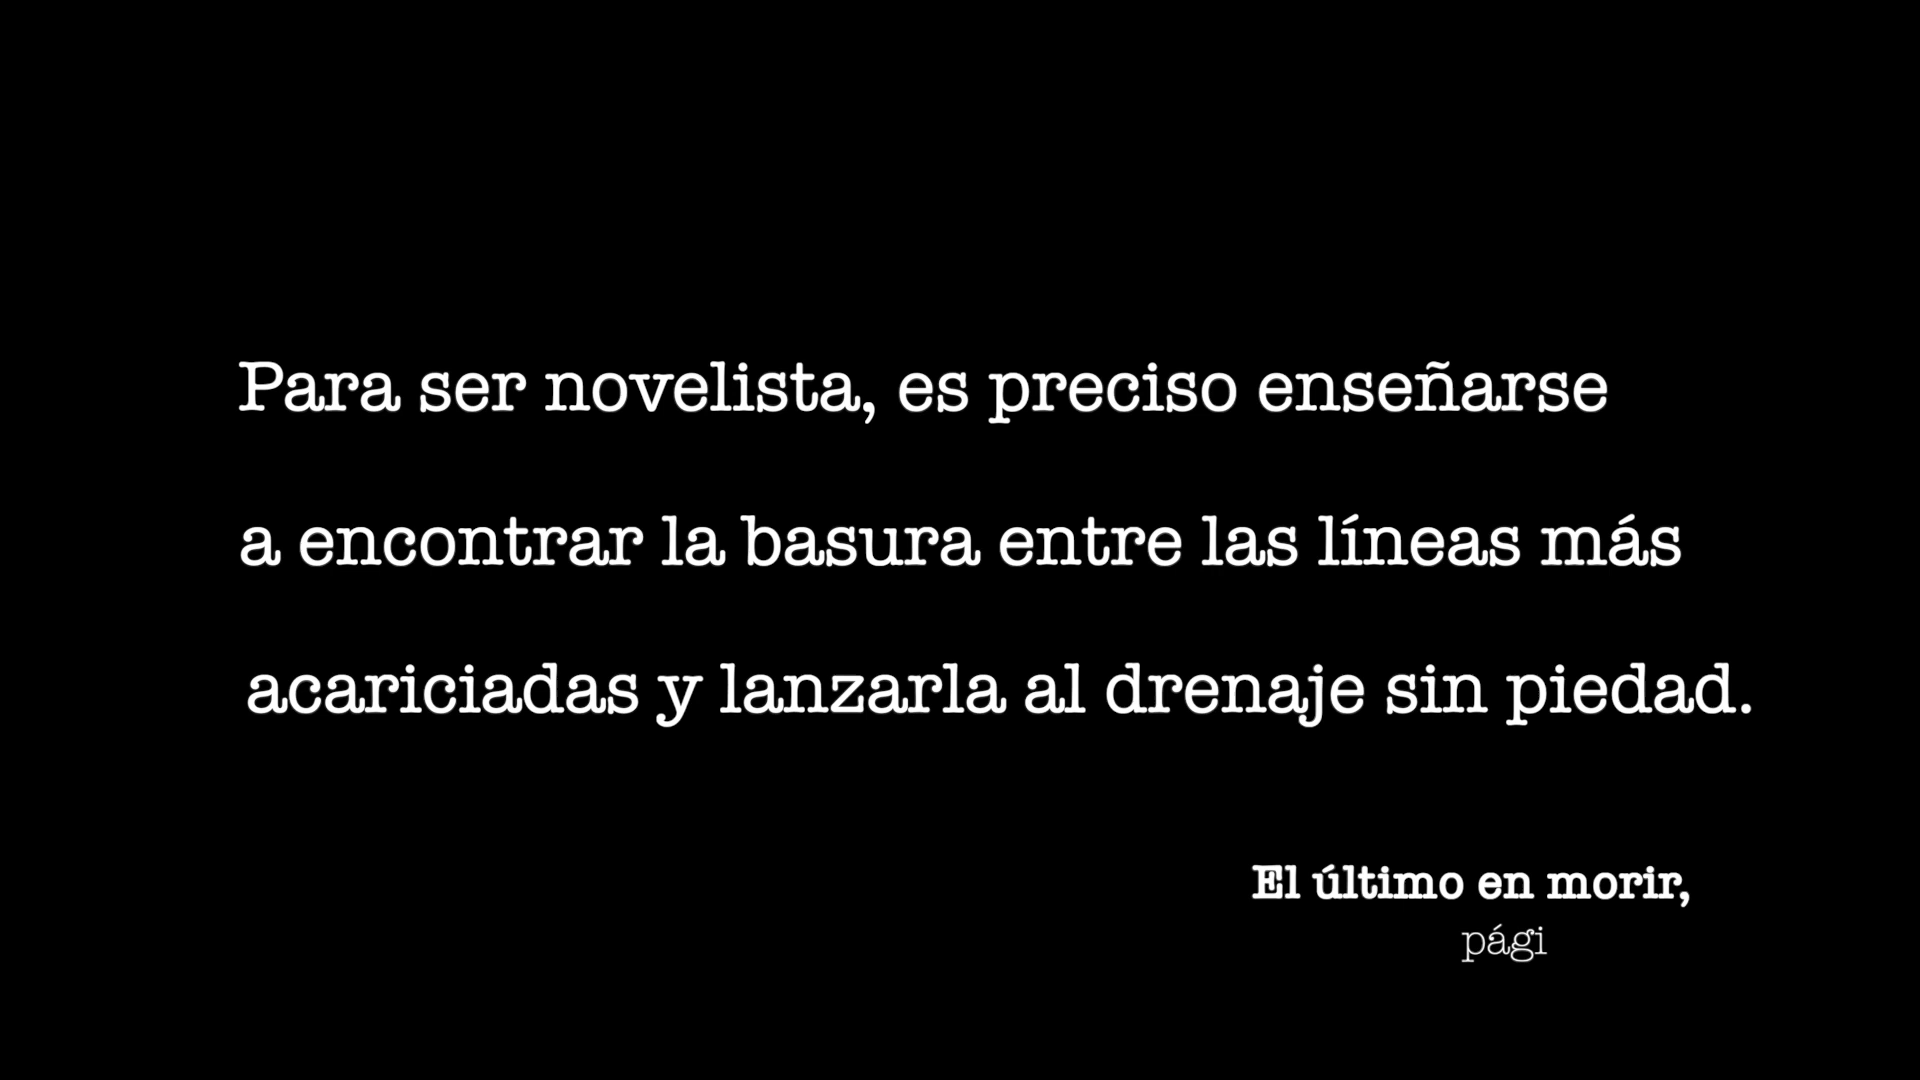 Para ser novelista, es preciso enseñarse
a encontrar la basura entre las líneas más
acariciadas y lanzarla al drenaje sin piedad.
El último en morir,
pági